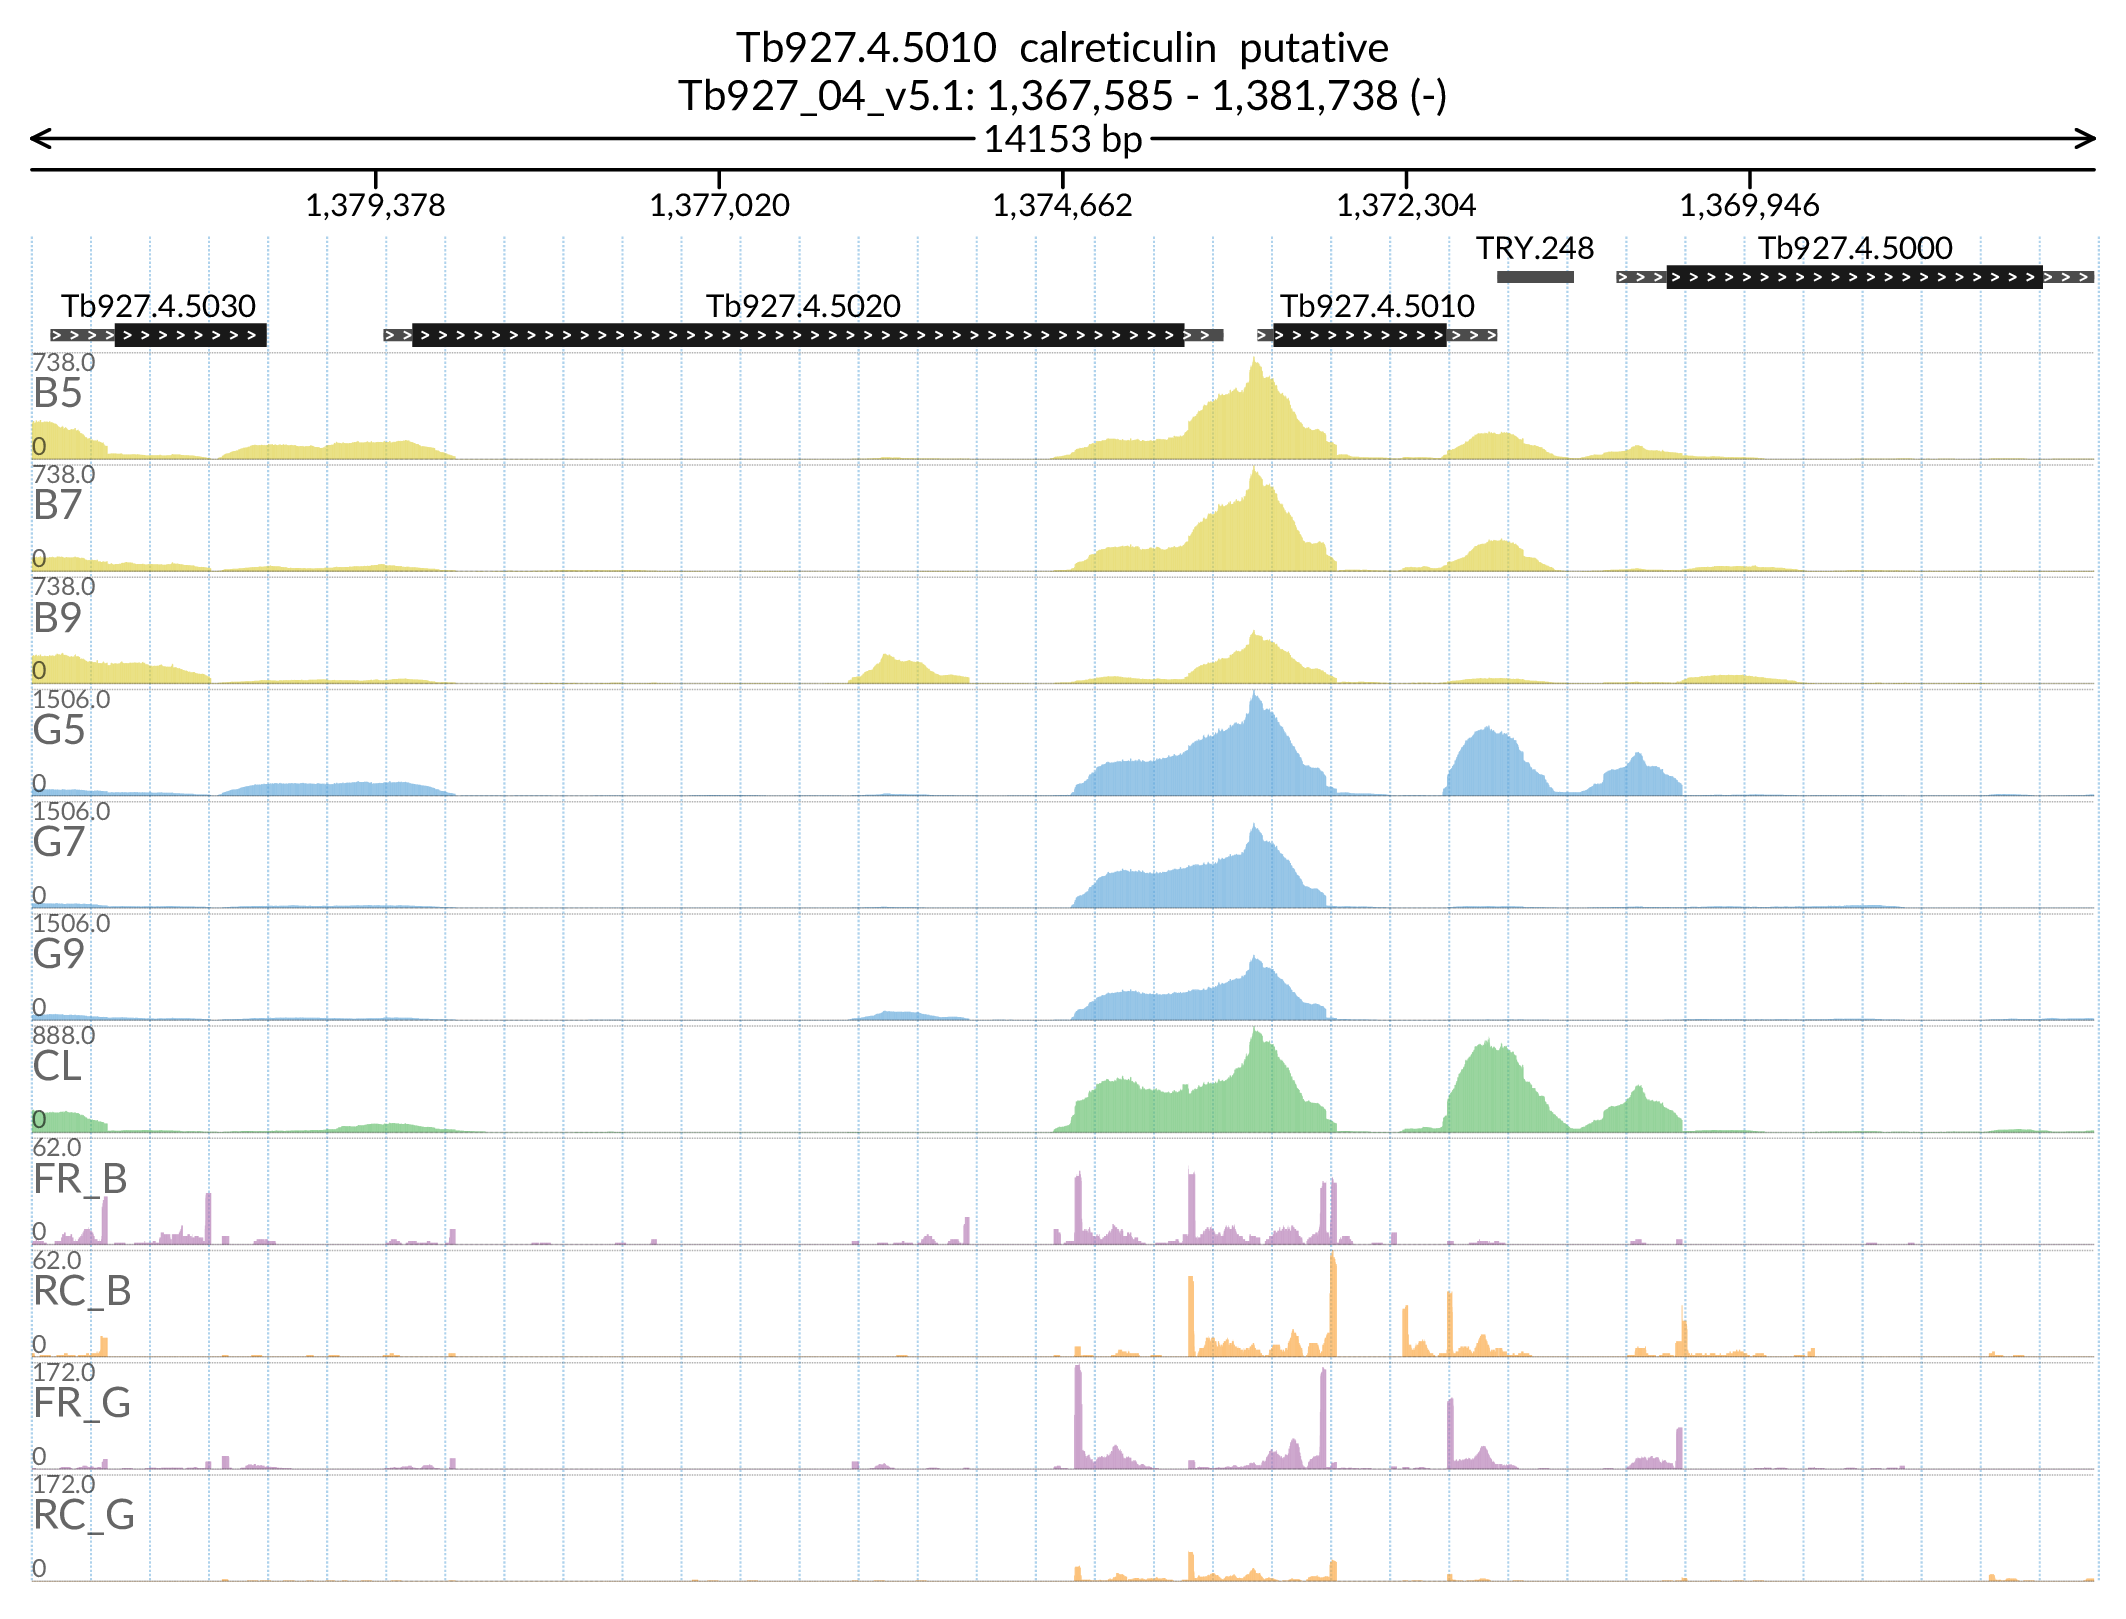 Tb927.4.5010 calreticulin putative
Tb927_04_v5.1: 1,367,585 - 1,381,738 (-)
14153 bp
1,379,378 1,377,020 1,374,662 1,372,304 1,369,946
TRY.248 Tb927.4.5000
Tb927.4.5030 Tb927.4.5020 Tb927.4.5010
738.0
B5
0
738.0
B7
0
738.0
B9
0
1506.0
G5
0
1506.0
G7
0
1506.0
G9
0
888.0
CL
0
62.0
FR_B
0
62.0
RC_B
0
172.0
FR_G
0
172.0
RC_G
0